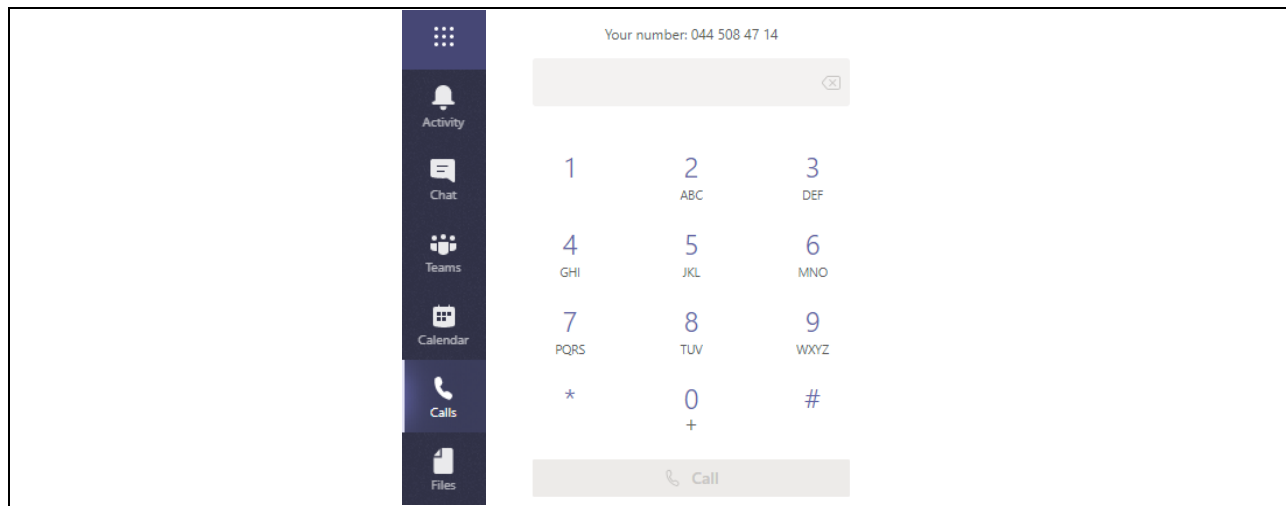 Your number: 044 508 47 14
Activity
Chat
Teams
Calendar
Calls
Files
1 2 3
ABC DEF
4 5 6
GHI JKL MNO
7 8 9
PQRS TUV WXYZ
* 0 #
+
Call